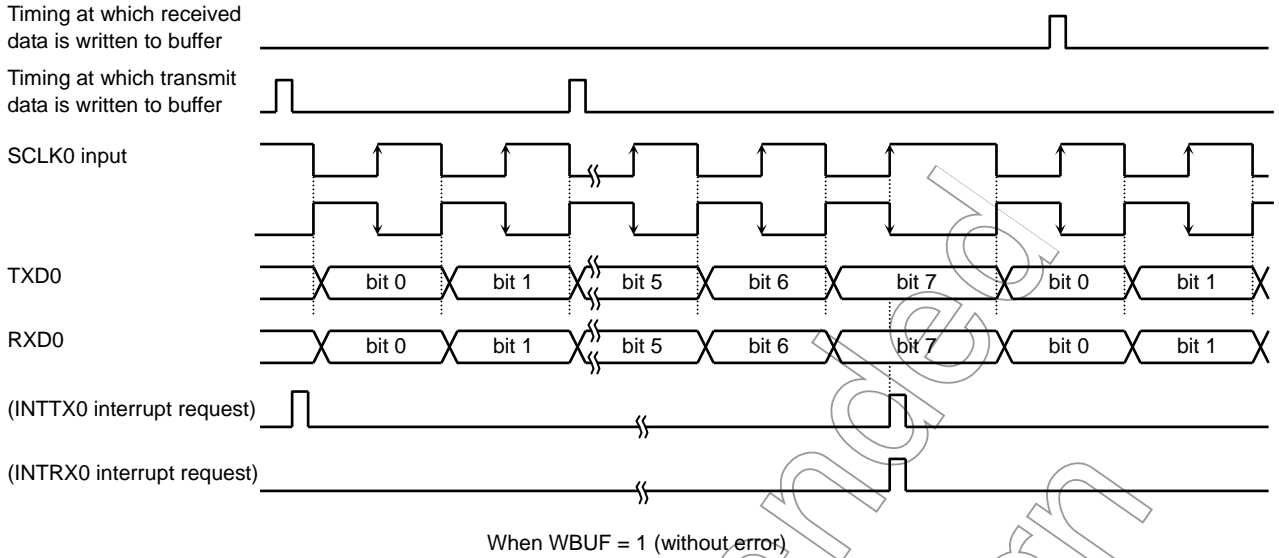 Timing at which received
data is written to buffer
Timing at which transmit
data is written to buffer
SCLK0 input
TXD0
bit 0 bit 1 bit 5 bit 6 bit 7 bit 0 bit 1
RXD0
bit 0 bit 1 bit 5 bit 6 bit 7 bit 0 bit 1
(INTTX0 interrupt request)
(INTRX0 interrupt request)
When WBUF = 1 (without error)